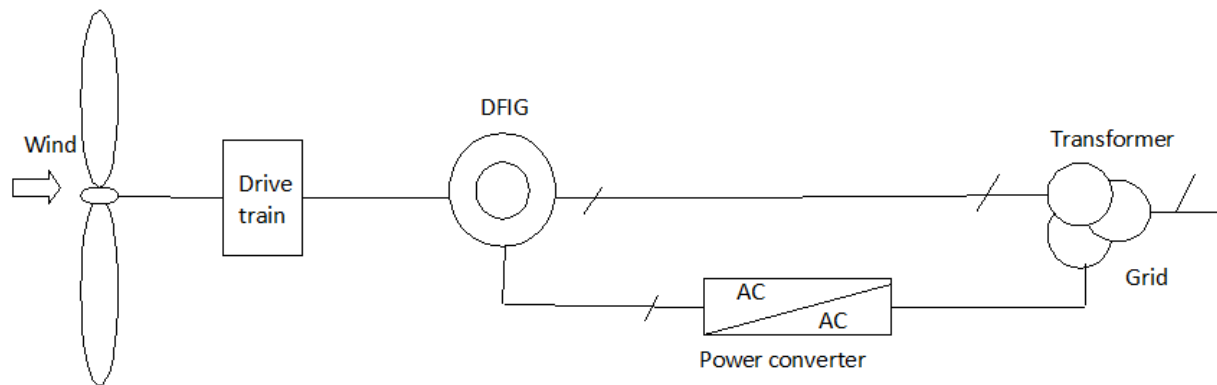 DFIG
Wind
Transformer
Drive
train
Grid
AC
AC
Power converter